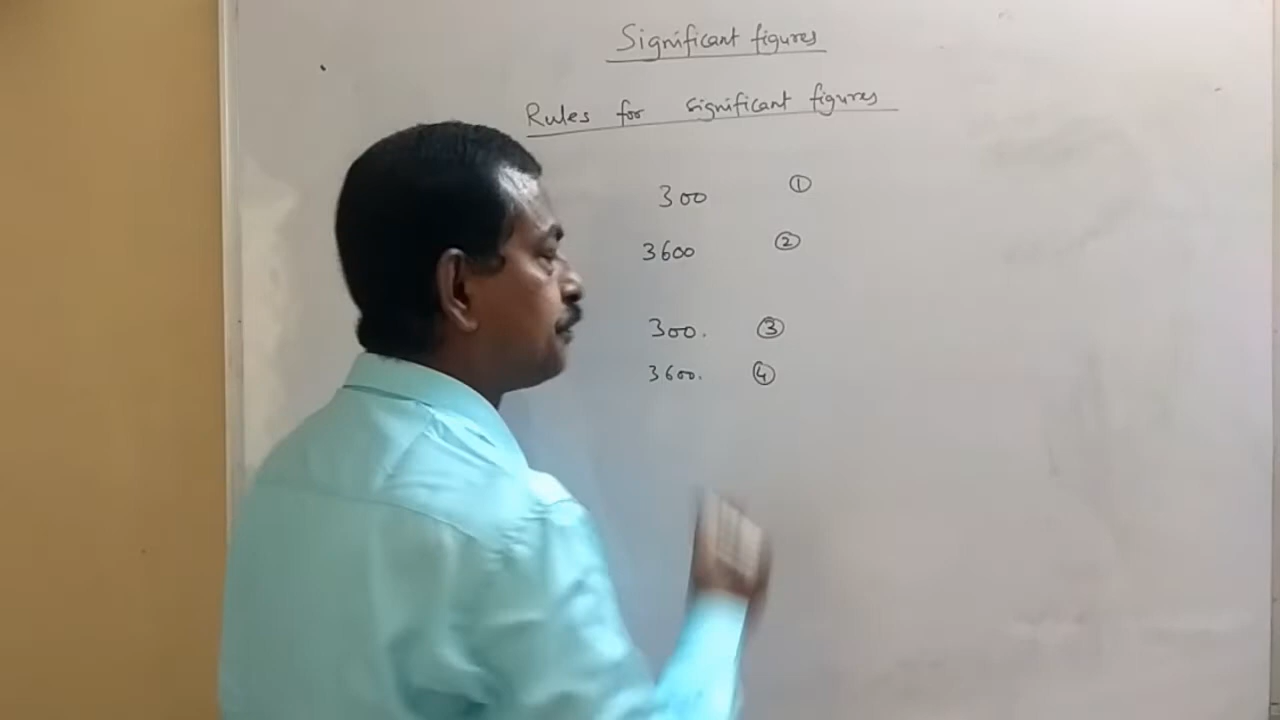 Significant figures
Rules for significant figures
300 ①
3600 ②
300. ③
3600. ④